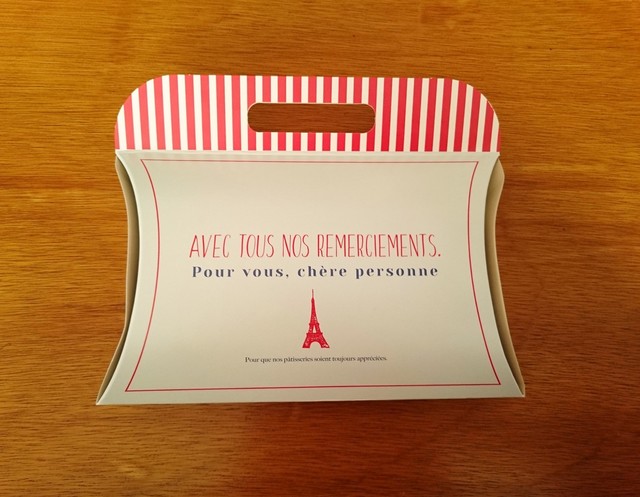 AVEC TOUS NOS REMERCIEMENTS.
Pour vous, chère personne
Pour que nos pâtisseries soient toujours appréciées.